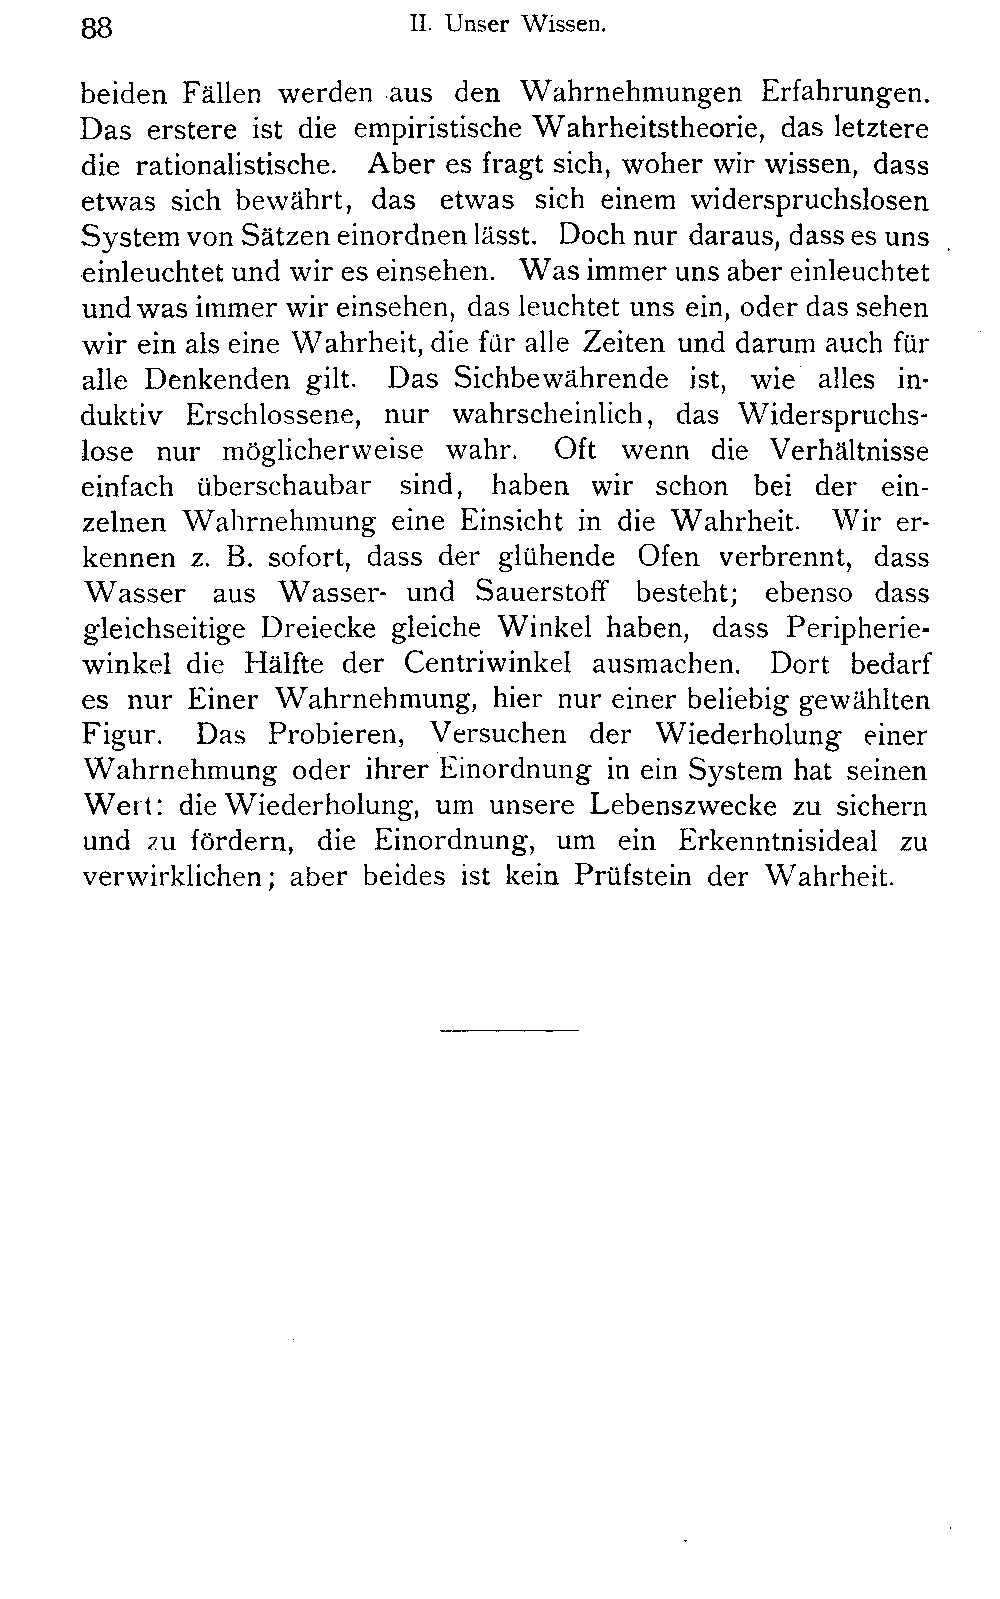 88
II. Unser Wissen.
beiden Fällen werden aus den Wahrnehmungen Erfahrungen.
Das erstere ist die empiristische Wahrheitstheorie, das letztere
die rationalistische. Aber es fragt sich, woher wir wissen, dass
etwas sich bewährt, das etwas sich einem widerspruchslosen
System von Sätzen einordnen lässt. Doch nur daraus, dass es uns
einleuchtet und wir es einsehen. Was immer uns aber einleuchtet
und was immer wir einsehen, das leuchtet uns ein, oder das sehen
wir ein als eine Wahrheit, die für alle Zeiten und darum auch für
alle Denkenden gilt. Das Sichbewährende ist, wie alles in-
duktiv Erschlossene, nur wahrscheinlich, das Widerspruchs-
lose nur möglicherweise wahr. Oft wenn die Verhältnisse
einfach überschaubar sind, haben wir schon bei der ein-
zelnen Wahrnehmung eine Einsicht in die Wahrheit. Wir er-
kennen z. B. sofort, dass der glühende Ofen verbrennt, dass
Wasser aus Wasser- und Sauerstoff besteht; ebenso dass
gleichseitige Dreiecke gleiche Winkel haben, dass Peripherie-
winkel die Hälfte der Centriwinkel ausmachen. Dort bedarf
es nur Einer Wahrnehmung, hier nur einer beliebig gewählten
Figur. Das Probieren, Versuchen der Wiederholung einer
Wahrnehmung oder ihrer Einordnung in ein System hat seinen
Wert: die Wiederholung, um unsere Lebenszwecke zu sichern
und zu fördern, die Einordnung, um ein Erkenntnisideal zu
verwirklichen; aber beides ist kein Prüfstein der Wahrheit.